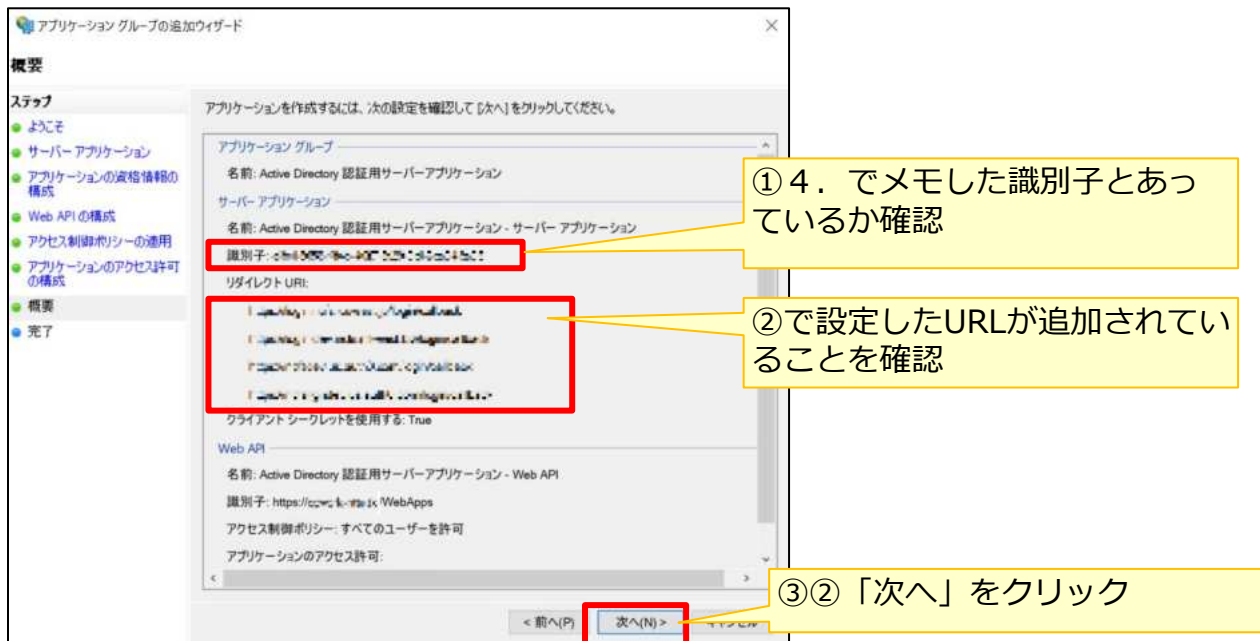 アプリケーション グループの追加ウィザード
概要
ステップ
ようこそ
サーバー アプリケーション
アプリケーションの資格情報の
構成
Web API の構成
アクセス制御ポリシーの適用
アプリケーションのアクセス許可
の構成
概要
完了
アプリケーションを作成するには、次の設定を確認して [次へ] をクリックしてください。
アプリケーション グループ
名前: Active Directory 認証用サーバーアプリケーション
サーバー アプリケーション
名前: Active Directory 認証用サーバーアプリケーション - サーバー アプリケーション
識別子:
リダイレクト URI:
クライアント シークレットを使用する: True
Web API
名前: Active Directory 認証用サーバーアプリケーション - Web API
識別子: https:// /WebApps
アクセス制御ポリシー: すべてのユーザーを許可
アプリケーションのアクセス許可:
< 前へ(P)
次へ(N) >
キャンセル
①４．でメモした識別子とあっ
ているか確認
②で設定したURLが追加されてい
ることを確認
③②「次へ」をクリック